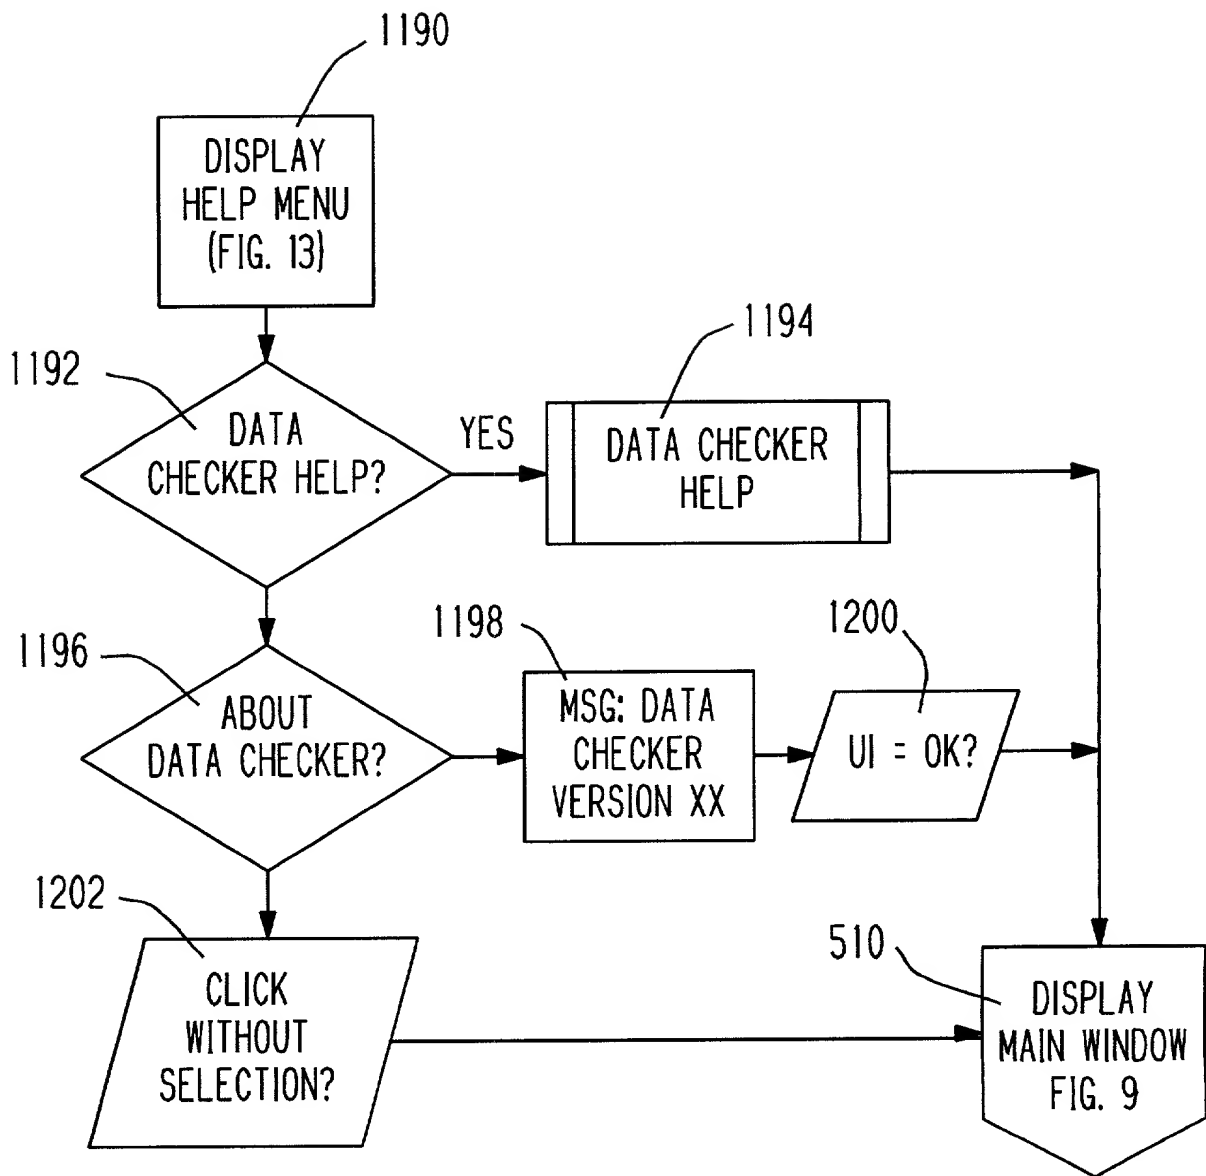 1190
DISPLAY
HELP MENU
(FIG. 13)
1192
DATA
CHECKER HELP?
YES
1194
DATA CHECKER
HELP
1196
ABOUT
DATA CHECKER?
1198
MSG: DATA
CHECKER
VERSION XX
1200
UI = OK?
1202
CLICK
WITHOUT
SELECTION?
510
DISPLAY
MAIN WINDOW
FIG. 9